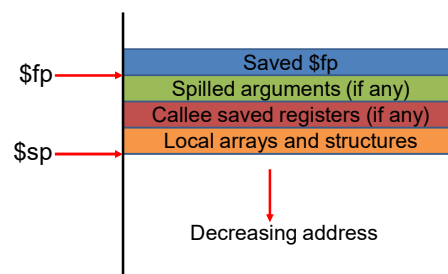 Saved $fp
$fp
Spilled arguments (if any)
Callee saved registers (if any)
Local arrays and structures
$sp
Decreasing address